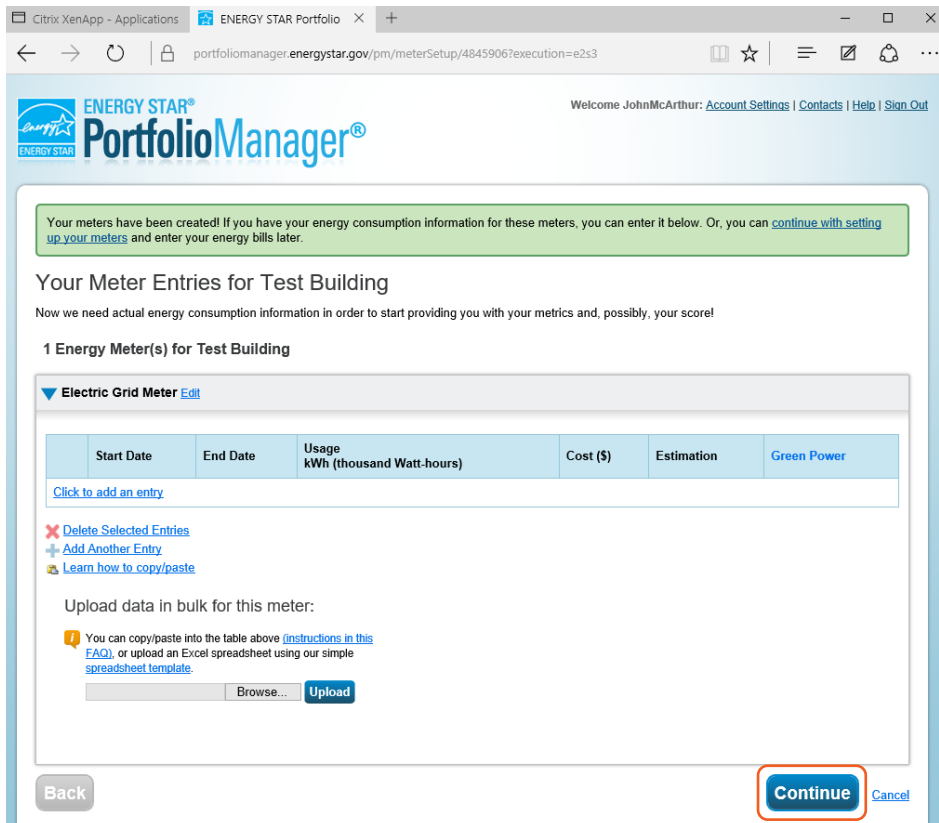 Citrix XenApp - Applications
ENERGY STAR Portfolio
portfoliomanager.energystar.gov/pm/meterSetup/4845906?execution=e2s3
Welcome JohnMcArthur: Account Settings | Contacts | Help | Sign Out
energy
ENERGY STAR
ENERGY STAR®
PortfolioManager®
Your meters have been created! If you have your energy consumption information for these meters, you can enter it below. Or, you can continue with setting
up your meters and enter your energy bills later.
Your Meter Entries for Test Building
Now we need actual energy consumption information in order to start providing you with your metrics and, possibly, your score!
1 Energy Meter(s) for Test Building
Electric Grid Meter Edit
Start Date
End Date
Usage
kWh (thousand Watt-hours)
Cost ($)
Estimation
Green Power
Click to add an entry
Delete Selected Entries
Add Another Entry
Learn how to copy/paste
Upload data in bulk for this meter:
You can copy/paste into the table above (instructions in this
FAQ), or upload an Excel spreadsheet using our simple
spreadsheet template.
Browse...
Upload
Back
Continue
Cancel